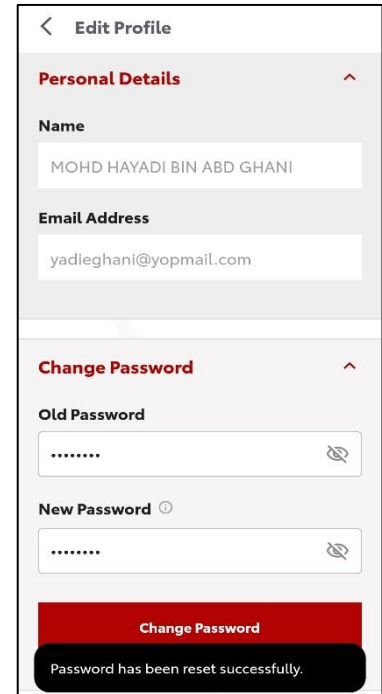 Edit Profile
Personal Details
Name
MOHD HAYADI BIN ABD GHANI
Email Address
yadieghani@yopmail.com
Change Password
Old Password
••••••••
New Password
••••••••
Change Password
Password has been reset successfully.